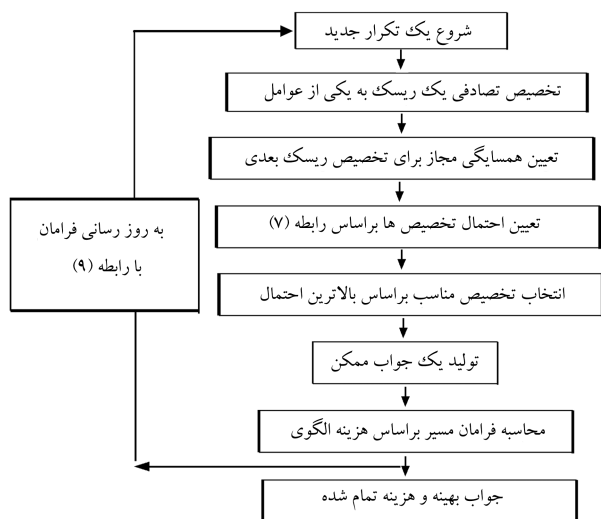 شروع یک تکرار جدید
تخصیص تصادفی یک ریسک به یکی از عوامل
تعیین همسایگی مجاز برای تخصیص ریسک بعدی
تعیین احتمال تخصیص ها براساس رابطه (۷)
انتخاب تخصیص مناسب براساس بالاترین احتمال
تولید یک جواب ممکن
محاسبه فرامان مسیر براساس هزینه الگوی
جواب بهینه و هزینه تمام شده
به روز رسانی فرامان
با رابطه (۹)